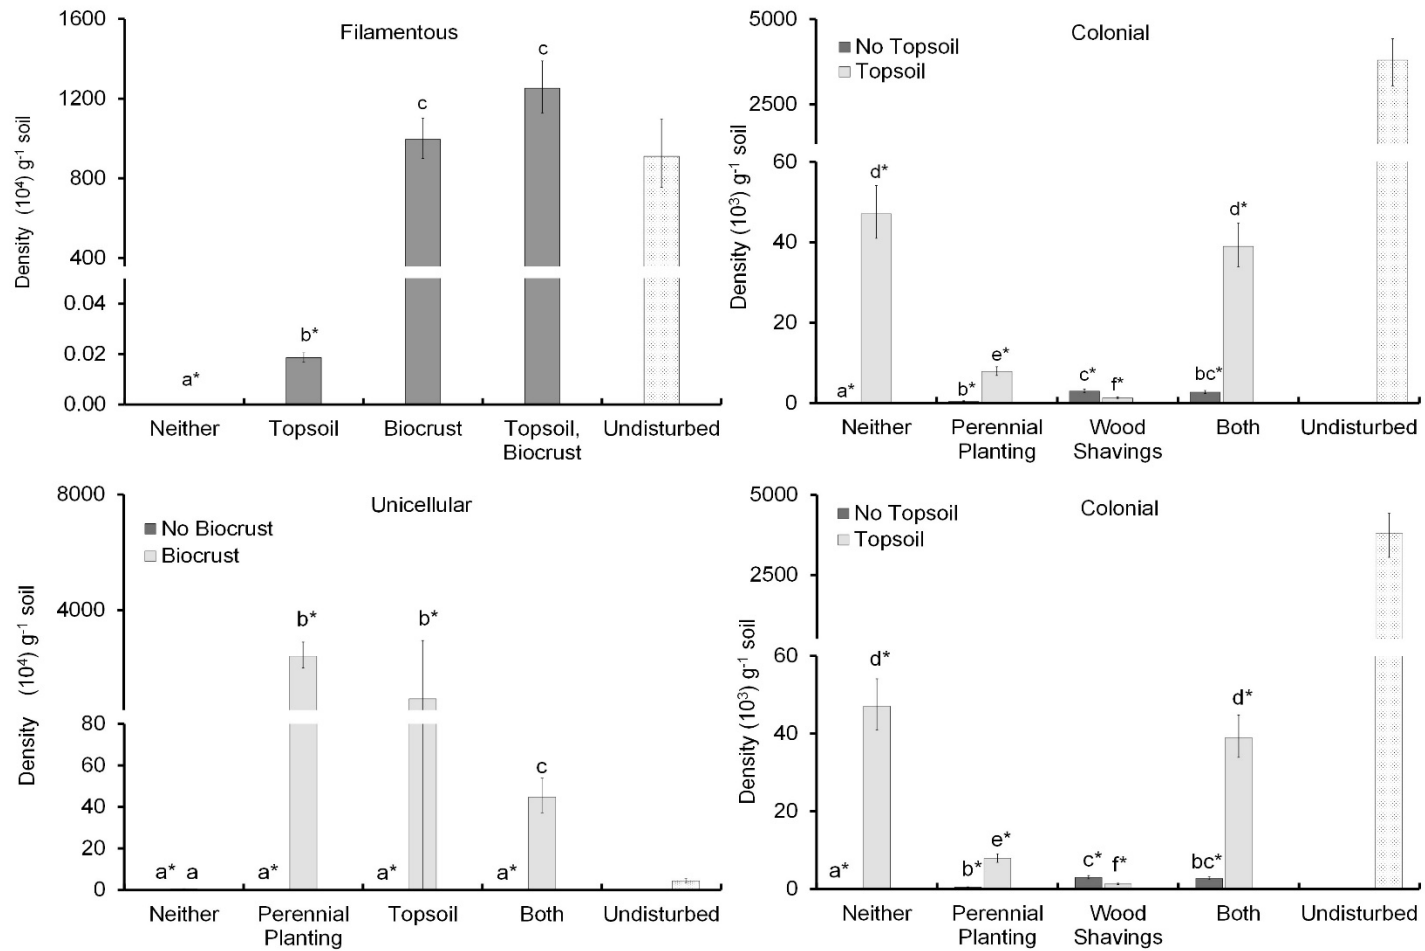 Filamentous
Density (10⁴) g⁻¹ soil
1600
1200
800
400
0.04
0.02
0.00
a*
b*
c
c
Neither
Topsoil
Biocrust
Topsoil,
Biocrust
Undisturbed
Colonial
No Topsoil
Topsoil
Density (10³) g⁻¹ soil
5000
2500
60
40
20
0
a*
d*
b*
e*
c*
f*
bc*
d*
Neither
Perennial
Planting
Wood
Shavings
Both
Undisturbed
Unicellular
No Biocrust
Biocrust
Density (10⁴) g⁻¹ soil
8000
4000
80
60
40
20
0
a*
a
a*
b*
a*
b*
a*
c
Neither
Perennial
Planting
Topsoil
Both
Undisturbed
Colonial
No Topsoil
Topsoil
Density (10³) g⁻¹ soil
5000
2500
60
40
20
0
a*
d*
b*
e*
c*
f*
bc*
d*
Neither
Perennial
Planting
Wood
Shavings
Both
Undisturbed